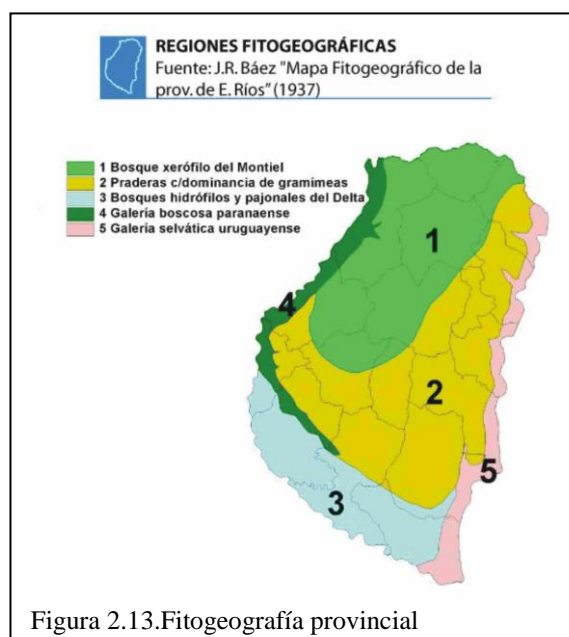 REGIONES FITOGEOGRÁFICAS
Fuente: J.R. Báez "Mapa Fitogeográfico de la
prov. de E. Ríos" (1937)
1 Bosque xerófilo del Montiel
2 Praderas c/dominancia de gramímeas
3 Bosques hidrófilos y pajonales del Delta
4 Galería boscosa paranaense
5 Galería selvática uruguayense
1
4
2
5
3
Figura 2.13.Fitogeografía provincial